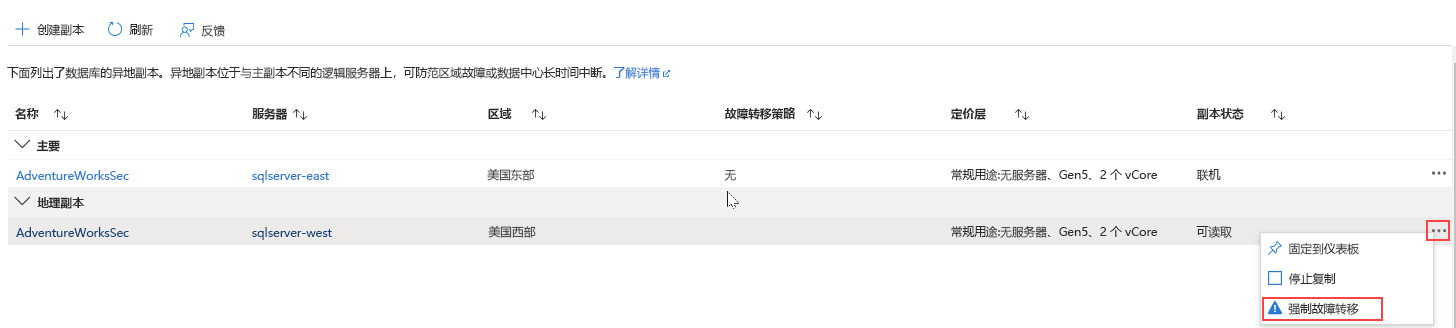 创建副本 刷新 反馈
下面列出了数据库的异地副本。异地副本位于与主副本不同的逻辑服务器上，可防范区域故障或数据中心长时间中断。了解详情
名称 服务器 区域 故障转移策略 定价层 副本状态
主要
AdventureWorksSec sqlserver-east 美国东部 无 常规用途:无服务器、Gen5、2 个 vCore 联机
地理副本
AdventureWorksSec sqlserver-west 美国西部 常规用途:无服务器、Gen5、2 个 vCore 可读取
固定到仪表板
停止复制
强制故障转移